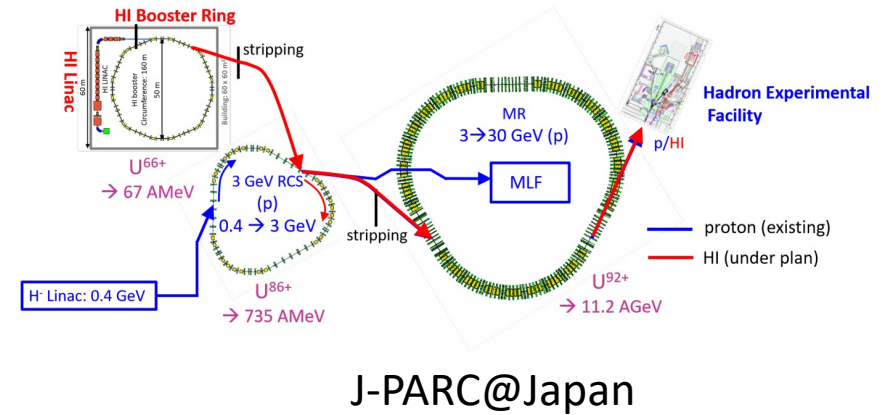 HI Booster Ring
stripping
HI Linac
60 m
HI LINAC
HI booster
Circumference: 160 m
50 m
Building: 60 x 60 m²
U66+
→ 67 AMeV
3 GeV RCS
(p)
0.4 → 3 GeV
H- Linac: 0.4 GeV
U86+
→ 735 AMeV
stripping
MR
3→30 GeV (p)
MLF
p/HI
Hadron Experimental
Facility
proton (existing)
HI (under plan)
U92+
→ 11.2 AGeV
J-PARC@Japan